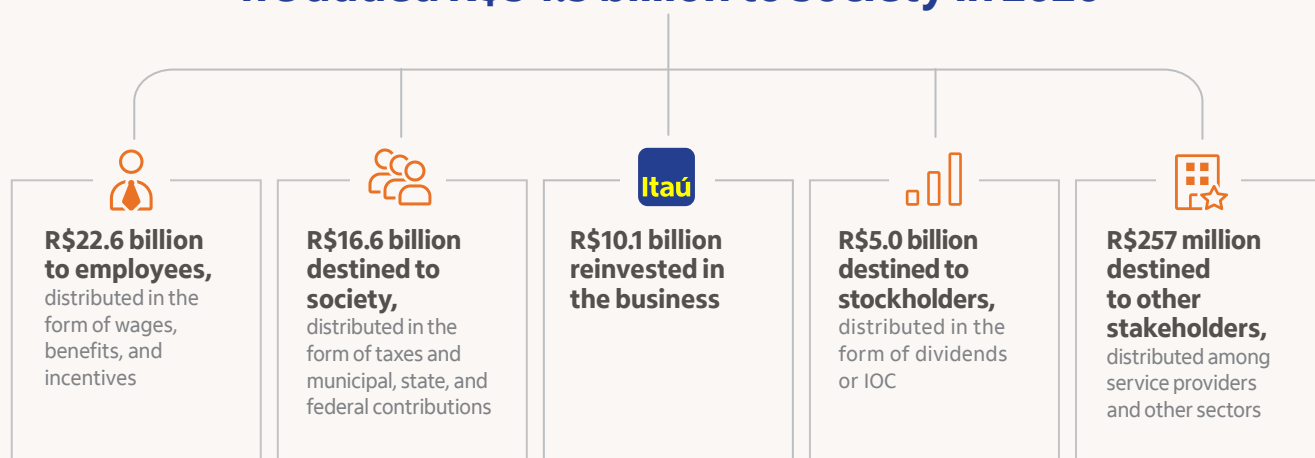 to society in
Itaú
R$22.6 billion
to employees,
distributed in the
form of wages,
benefits, and
incentives
R$16.6 billion
destined to
society,
distributed in the
form of taxes and
municipal, state, and
federal contributions
R$10.1 billion
reinvested in
the business
R$5.0 billion
destined to
stockholders,
distributed in the
form of dividends
or IOC
R$257 million
destined
to other
stakeholders,
distributed among
service providers
and other sectors